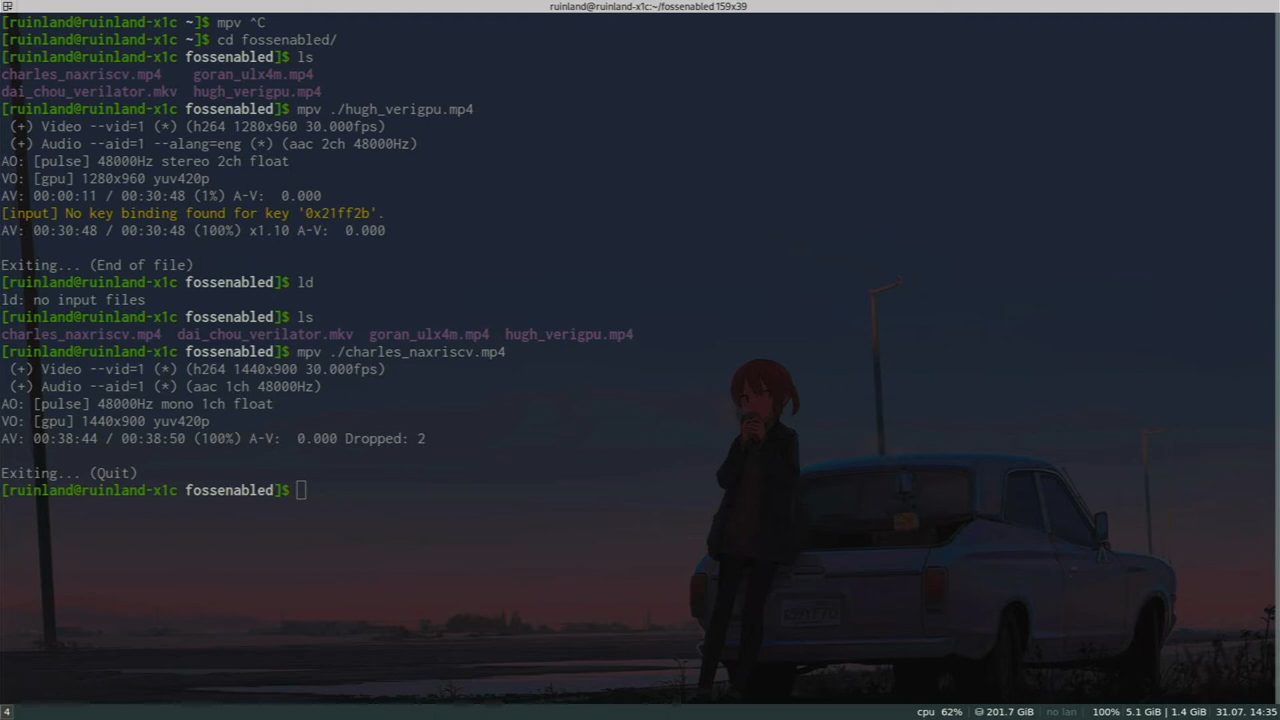 ruinland@ruinland-x1c:~/fossenabled 159x39
[ruinland@ruinland-x1c ~]$ mpv ^C
[ruinland@ruinland-x1c ~]$ cd fossenabled/
[ruinland@ruinland-x1c fossenabled]$ ls
charles_naxriscv.mp4    goran_ulx4m.mp4
dai_chou_verilator.mkv  hugh_verigpu.mp4
[ruinland@ruinland-x1c fossenabled]$ mpv ./hugh_verigpu.mp4
 (+) Video --vid=1 (*) (h264 1280x960 30.000fps)
 (+) Audio --aid=1 --alang=eng (*) (aac 2ch 48000Hz)
AO: [pulse] 48000Hz stereo 2ch float
VO: [gpu] 1280x960 yuv420p
AV: 00:00:11 / 00:30:48 (1%) A-V:  0.000
[input] No key binding found for key '0x21ff2b'.
AV: 00:30:48 / 00:30:48 (100%) x1.10 A-V:  0.000
Exiting... (End of file)
[ruinland@ruinland-x1c fossenabled]$ ld
ld: no input files
[ruinland@ruinland-x1c fossenabled]$ ls
charles_naxriscv.mp4  dai_chou_verilator.mkv  goran_ulx4m.mp4  hugh_verigpu.mp4
[ruinland@ruinland-x1c fossenabled]$ mpv ./charles_naxriscv.mp4
 (+) Video --vid=1 (*) (h264 1440x900 30.000fps)
 (+) Audio --aid=1 (*) (aac 1ch 48000Hz)
AO: [pulse] 48000Hz mono 1ch float
VO: [gpu] 1440x900 yuv420p
AV: 00:38:44 / 00:38:50 (100%) A-V:  0.000 Dropped: 2
Exiting... (Quit)
[ruinland@ruinland-x1c fossenabled]$
4 cpu 62% 201.7 GiB no lan 100% 5.1 GiB | 1.4 GiB 31.07. 14:35